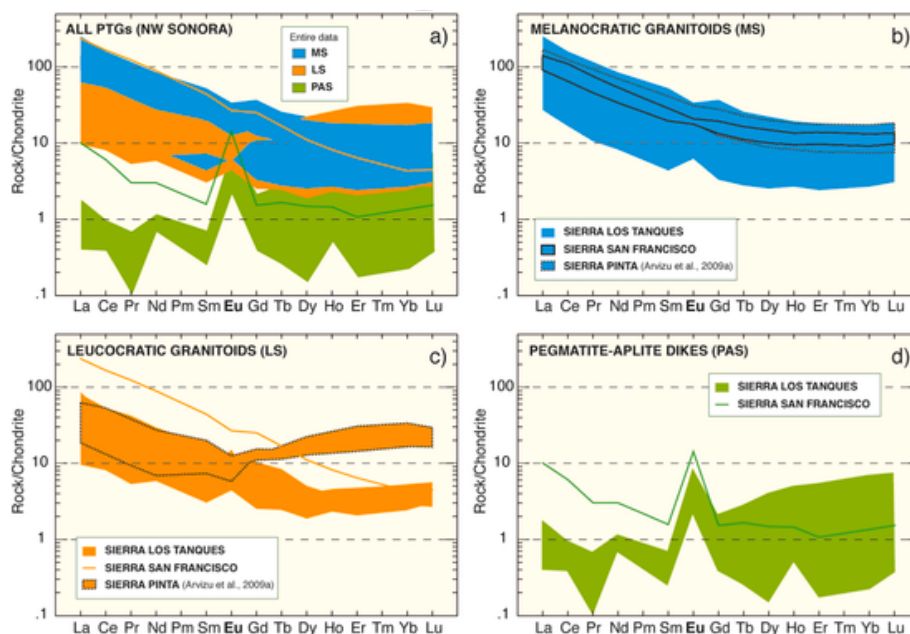 ALL PTGs (NW SONORA)
a)
Entire data
MS
LS
PAS
Rock/Chondrite
100
10
1
.1
La Ce Pr Nd Pm Sm Eu Gd Tb Dy Ho Er Tm Yb Lu
MELANOCRATIC GRANITOIDS (MS)
b)
Rock/Chondrite
100
10
1
.1
SIERRA LOS TANQUES
SIERRA SAN FRANCISCO
SIERRA PINTA (Arvizu et al., 2009a)
La Ce Pr Nd Pm Sm Eu Gd Tb Dy Ho Er Tm Yb Lu
LEUCOCRATIC GRANITOIDS (LS)
c)
Rock/Chondrite
100
10
1
.1
SIERRA LOS TANQUES
SIERRA SAN FRANCISCO
SIERRA PINTA (Arvizu et al., 2009a)
La Ce Pr Nd Pm Sm Eu Gd Tb Dy Ho Er Tm Yb Lu
PEGMATITE-APLITE DIKES (PAS)
d)
SIERRA LOS TANQUES
SIERRA SAN FRANCISCO
Rock/Chondrite
100
10
1
.1
La Ce Pr Nd Pm Sm Eu Gd Tb Dy Ho Er Tm Yb Lu